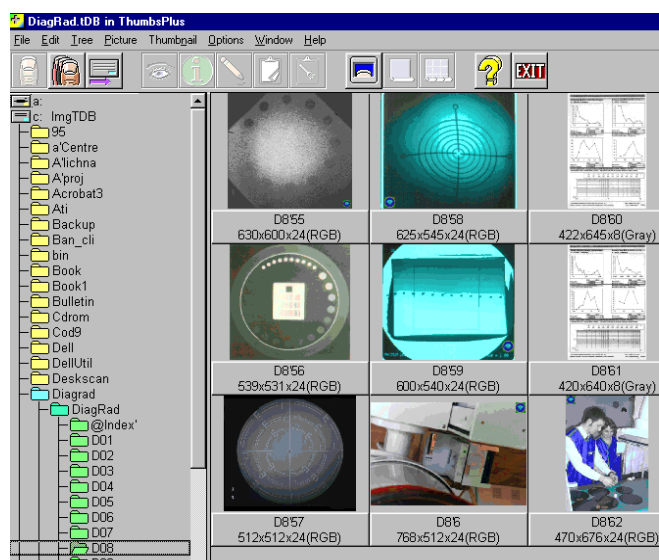 DiagRad.tDB in ThumbsPlus
File Edit Tree Picture Thumbnail Options Window Help
EXIT
a:
c: ImgTDB
95
a'Centre
A'lichna
A'proj
Acrobat3
Ati
Backup
Ban_cli
bin
Book
Book1
Bulletin
Cdrom
Cod9
Dell
DellUtil
Deskscan
Diagrad
DiagRad
@Index'
D01
D02
D03
D04
D05
D06
D07
D08
D8'55
630x600x24(RGB)
D8'58
625x545x24(RGB)
D8'60
422x645x8(Gray)
D8'56
539x531x24(RGB)
D8'59
600x540x24(RGB)
D8'61
420x640x8(Gray)
D8'57
512x512x24(RGB)
D8'6
768x512x24(RGB)
D8'62
470x676x24(RGB)